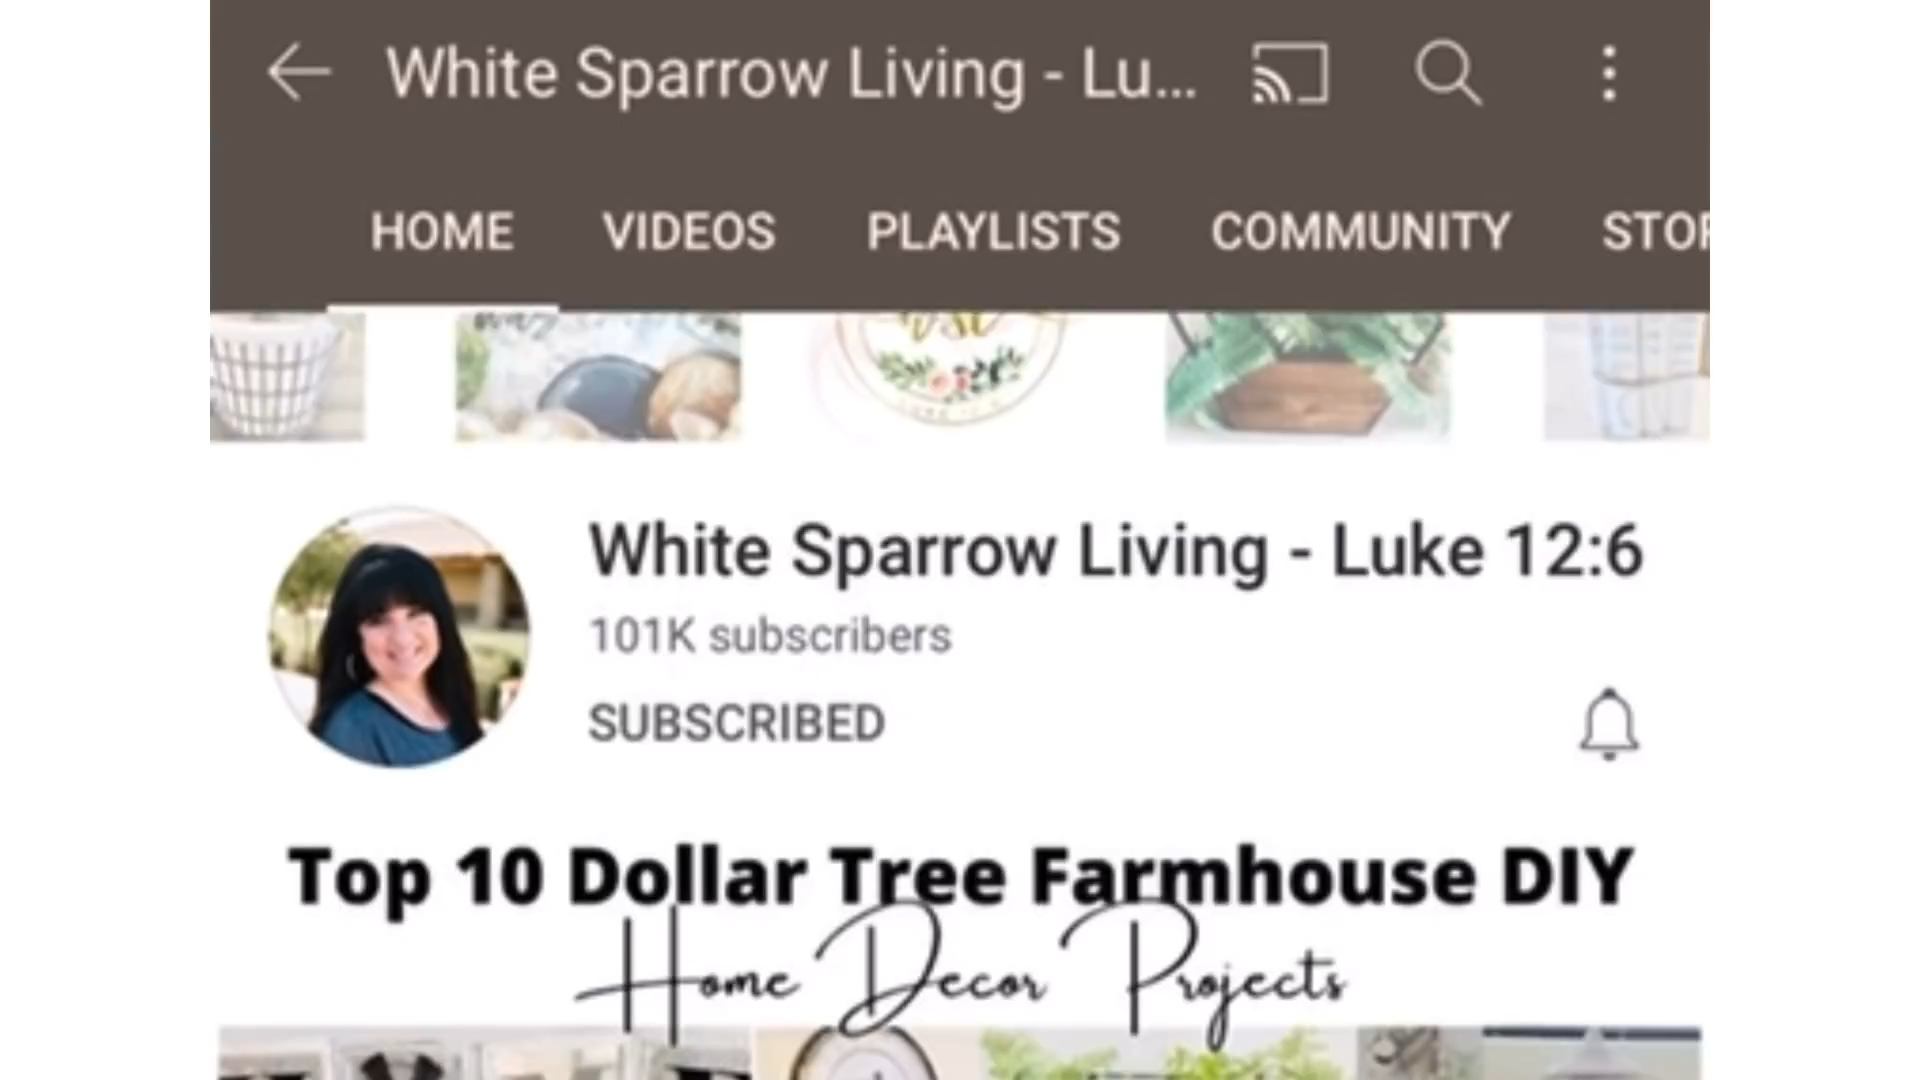 White Sparrow Living - Lu...
HOME VIDEOS PLAYLISTS COMMUNITY STOR
White Sparrow Living - Luke 12:6
101K subscribers
SUBSCRIBED
Top 10 Dollar Tree Farmhouse DIY
Home Decor Projects